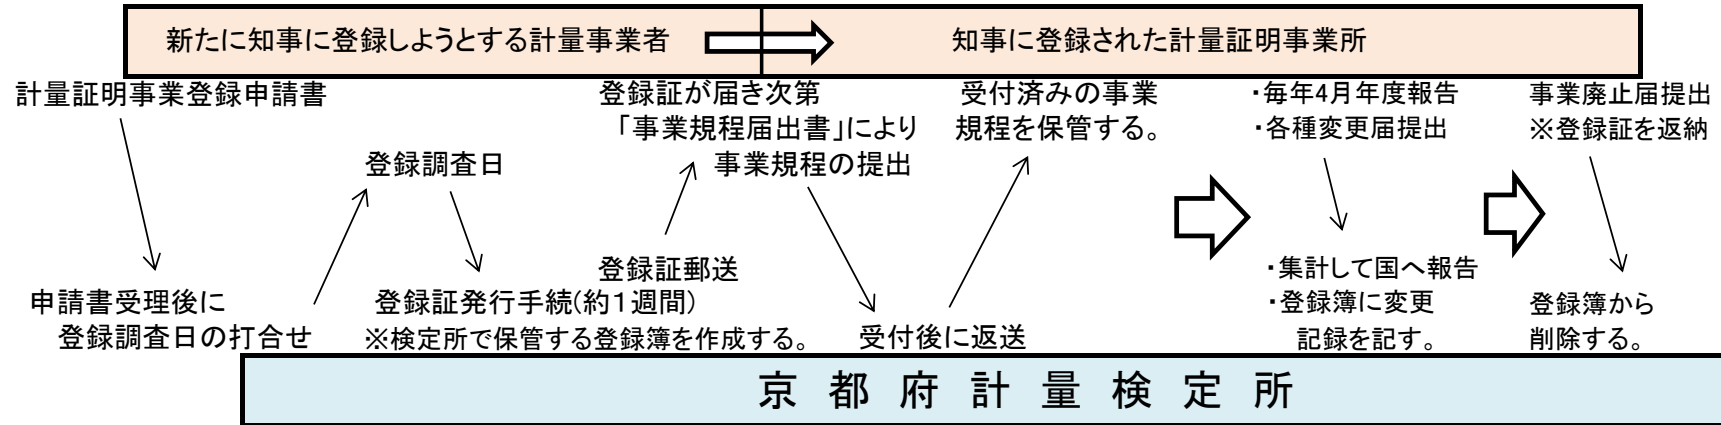 新たに知事に登録しようとする計量事業者
知事に登録された計量証明事業所
計量証明事業登録申請書
登録証が届き次第
「事業規程届出書」により
事業規程の提出
受付済みの事業
規程を保管する。
・毎年4月年度報告
・各種変更届提出
事業廃止届提出
※登録証を返納
登録調査日
登録証郵送
申請書受理後に
登録調査日の打合せ
登録証発行手続(約1週間)
※検定所で保管する登録簿を作成する。
受付後に返送
・集計して国へ報告
・登録簿に変更
記録を記す。
登録簿から
削除する。
京都府計量検定所